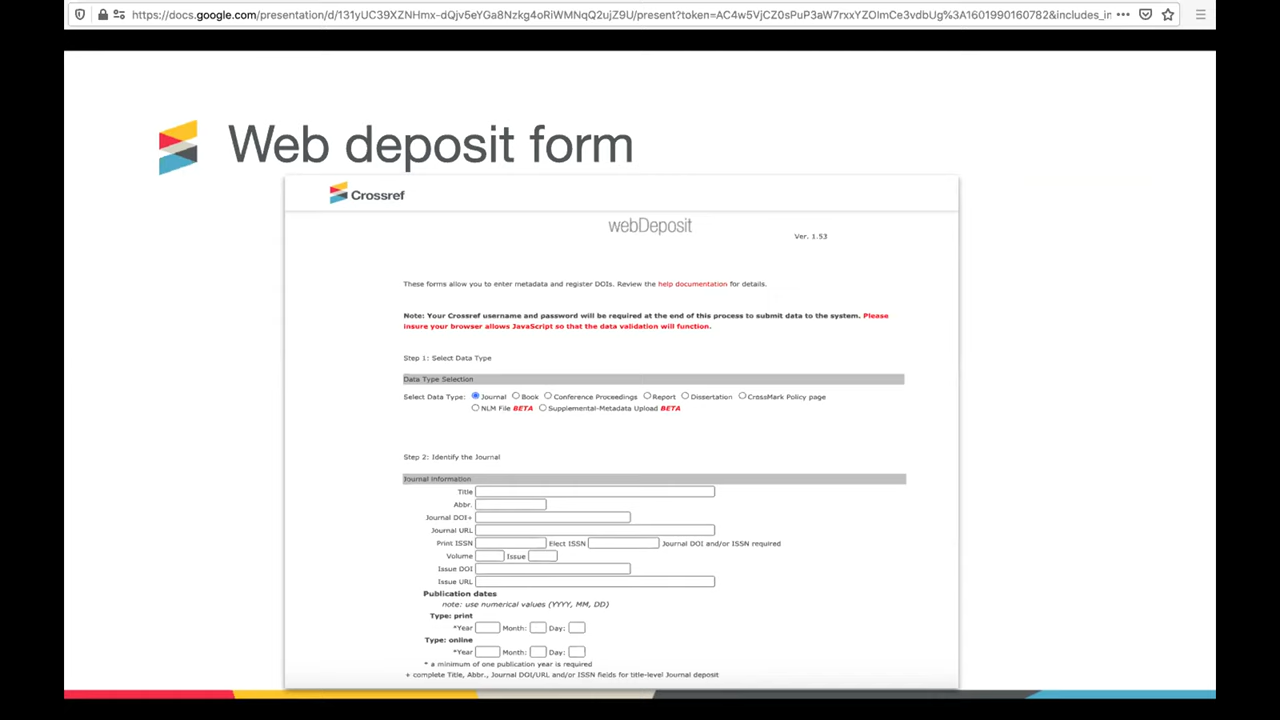 https://docs.google.com/presentation/d/131yUC39XZNHmx-dQjv5eYGa8Nzkg4oRiWMNqQ2ujZ9U/present?token=AC4w5VjCZ0sPuP3aW7rxxYZOlmCe3vdbUg%3A1601990160782&includes_ir
Web deposit form
Crossref
webDeposit
Ver. 1.53
These forms allow you to enter metadata and register DOIs. Review the help documentation for details.
Note: Your Crossref username and password will be required at the end of this process to submit data to the system. Please
insure your browser allows JavaScript so that the data validation will function.
Step 1: Select Data Type
Data Type Selection
Select Data Type: Journal Book Conference Proceedings Report Dissertation CrossMark Policy page
NLM File BETA Supplemental-Metadata Upload BETA
Step 2: Identify the Journal
Journal Information
Title
Abbr.
Journal DOI+
Journal URL
Print ISSN Elect ISSN Journal DOI and/or ISSN required
Volume Issue
Issue DOI
Issue URL
Publication dates
note: use numerical values (YYYY, MM, DD)
Type: print
*Year Month: Day:
Type: online
*Year Month: Day:
* a minimum of one publication year is required
+ complete Title, Abbr., Journal DOI/URL and/or ISSN fields for title-level Journal deposit